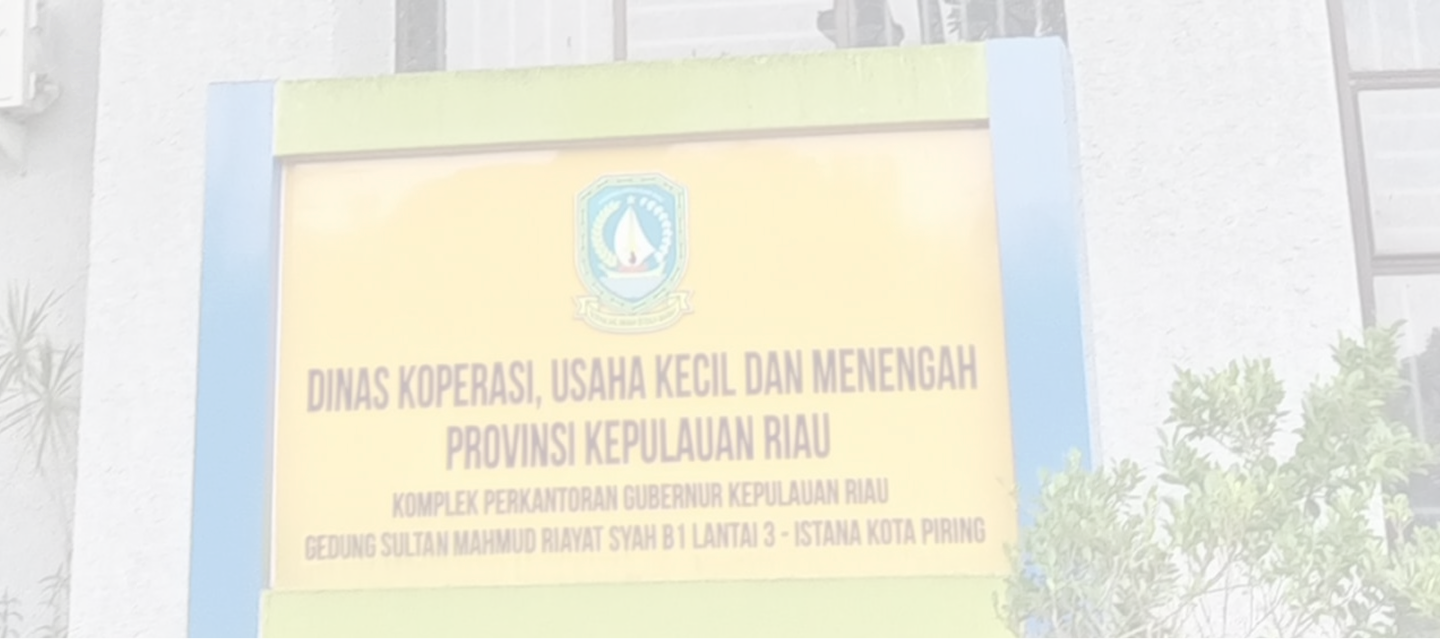 DINAS KOPERASI, USAHA KECIL DAN MENENGAH
PROVINSI KEPULAUAN RIAU
KOMPLEK PERKANTORAN GUBERNUR KEPULAUAN RIAU
GEDUNG SULTAN MAHMUD RIAYAT SYAH B1 LANTAI 3 - ISTANA KOTA PIRING